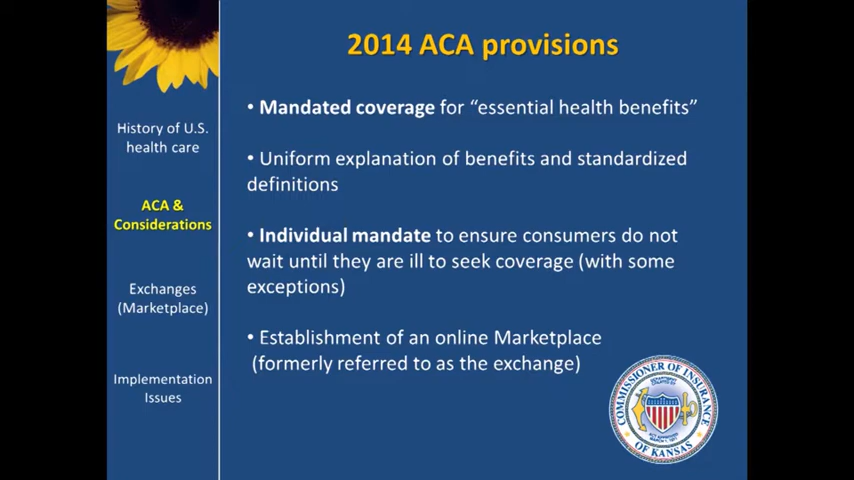 2014 ACA provisions
History of U.S.
health care
ACA &
Considerations
Exchanges
(Marketplace)
Implementation
Issues
• Mandated coverage for “essential health benefits”
• Uniform explanation of benefits and standardized
definitions
• Individual mandate to ensure consumers do not
wait until they are ill to seek coverage (with some
exceptions)
• Establishment of an online Marketplace
(formerly referred to as the exchange)
COMMISSIONER OF INSURANCE
OF KANSAS